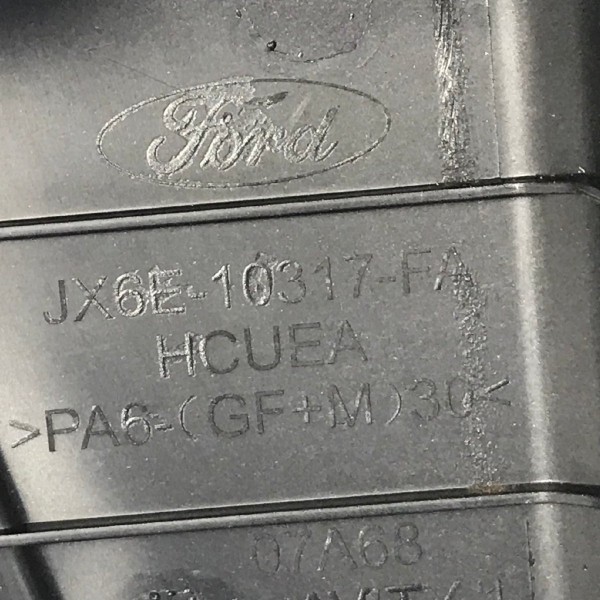 Ford
JX6E-10317-FA
HCUEA
>PA6-(GF+M)30<
07A68